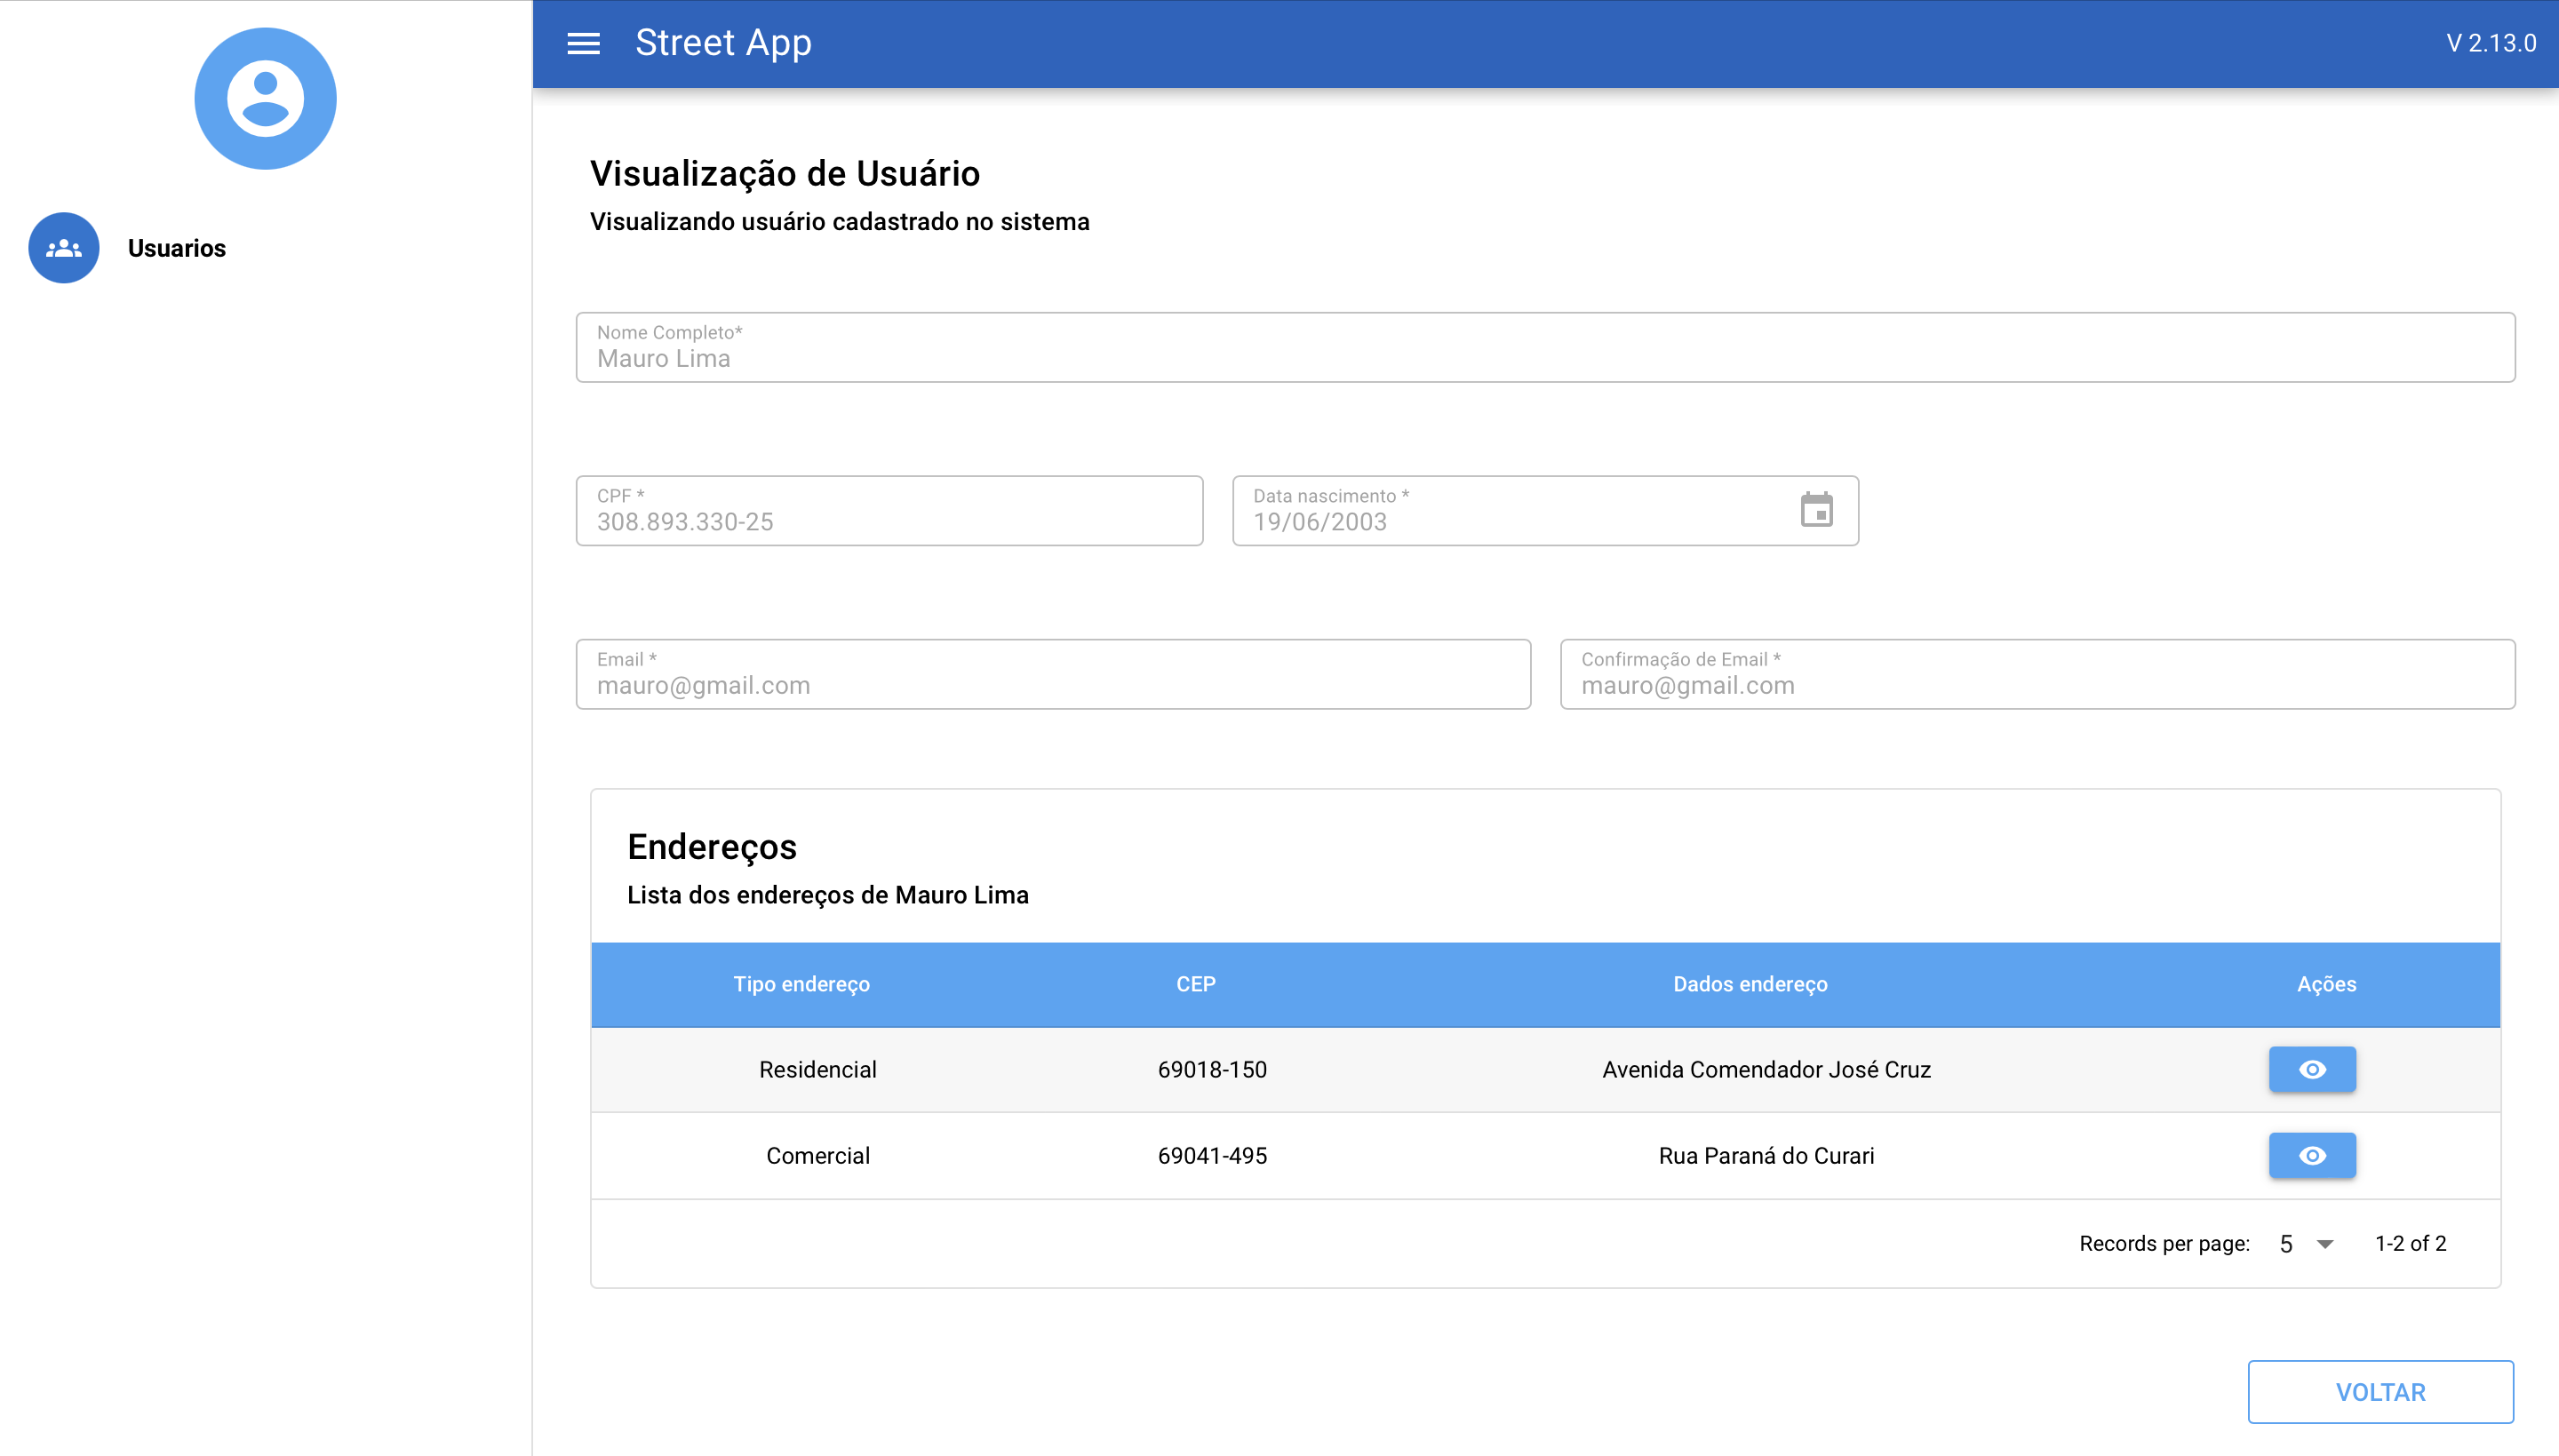 Street App
V 2.13.0
Usuarios
Visualização de Usuário
Visualizando usuário cadastrado no sistema
Nome Completo*
Mauro Lima
CPF * Data nascimento *
308.893.330-25 19/06/2003
Email * Confirmação de Email *
mauro@gmail.com mauro@gmail.com
Endereços
Lista dos endereços de Mauro Lima
Tipo endereço CEP Dados endereço Ações
Residencial 69018-150 Avenida Comendador José Cruz
Comercial 69041-495 Rua Paraná do Curari
Records per page: 5 1-2 of 2
VOLTAR